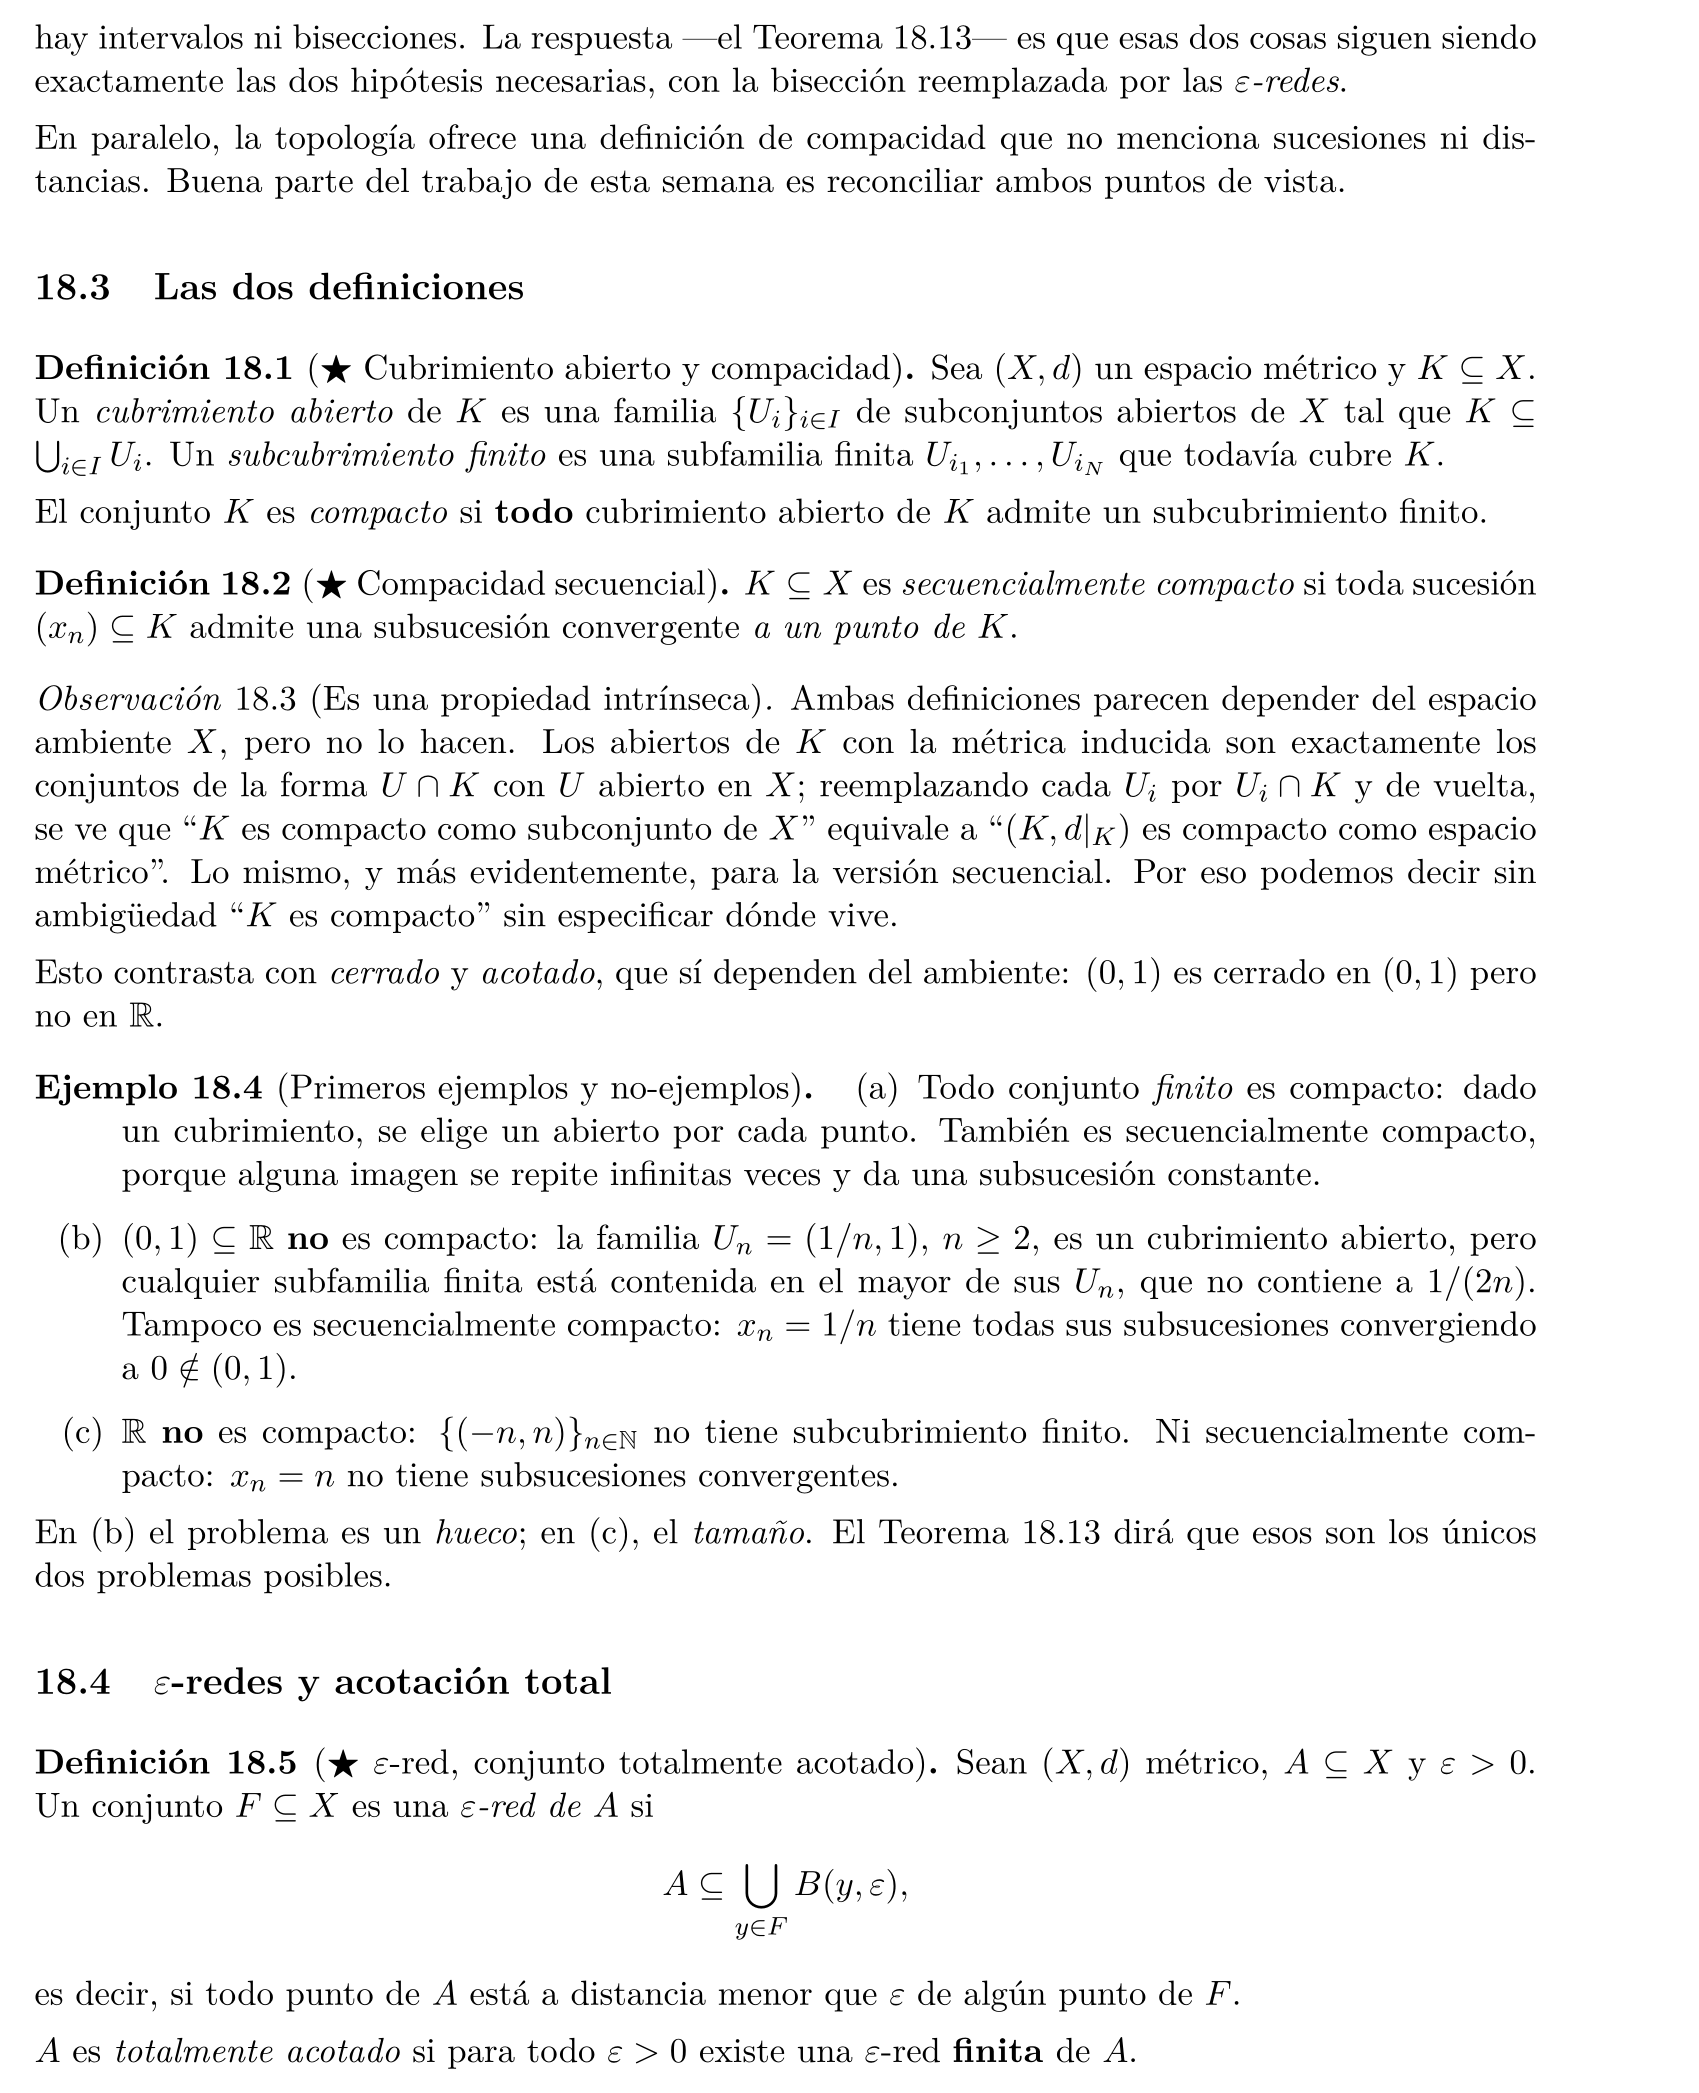 hay intervalos ni bisecciones. La respuesta —el Teorema 18.13— es que esas dos cosas siguen siendo
exactamente las dos hipótesis necesarias, con la bisección reemplazada por las ε-redes.
En paralelo, la topología ofrece una definición de compacidad que no menciona sucesiones ni dis-
tancias. Buena parte del trabajo de esta semana es reconciliar ambos puntos de vista.
18.3 Las dos definiciones
Definición 18.1 (★ Cubrimiento abierto y compacidad). Sea (X, d) un espacio métrico y K ⊆ X.
Un cubrimiento abierto de K es una familia {U_i}_{i∈I} de subconjuntos abiertos de X tal que K ⊆
⋃_{i∈I} U_i. Un subcubrimiento finito es una subfamilia finita U_{i_1}, . . . , U_{i_N} que todavía cubre K.
El conjunto K es compacto si todo cubrimiento abierto de K admite un subcubrimiento finito.
Definición 18.2 (★ Compacidad secuencial). K ⊆ X es secuencialmente compacto si toda sucesión
(x_n) ⊆ K admite una subsucesión convergente a un punto de K.
Observación 18.3 (Es una propiedad intrínseca). Ambas definiciones parecen depender del espacio
ambiente X, pero no lo hacen. Los abiertos de K con la métrica inducida son exactamente los
conjuntos de la forma U ∩ K con U abierto en X; reemplazando cada U_i por U_i ∩ K y de vuelta,
se ve que “K es compacto como subconjunto de X” equivale a “(K, d|_K) es compacto como espacio
métrico”. Lo mismo, y más evidentemente, para la versión secuencial. Por eso podemos decir sin
ambigüedad “K es compacto” sin especificar dónde vive.
Esto contrasta con cerrado y acotado, que sí dependen del ambiente: (0, 1) es cerrado en (0, 1) pero
no en ℝ.
Ejemplo 18.4 (Primeros ejemplos y no-ejemplos). (a) Todo conjunto finito es compacto: dado
un cubrimiento, se elige un abierto por cada punto. También es secuencialmente compacto,
porque alguna imagen se repite infinitas veces y da una subsucesión constante.
(b) (0, 1) ⊆ ℝ no es compacto: la familia U_n = (1/n, 1), n ≥ 2, es un cubrimiento abierto, pero
cualquier subfamilia finita está contenida en el mayor de sus U_n, que no contiene a 1/(2n).
Tampoco es secuencialmente compacto: x_n = 1/n tiene todas sus subsucesiones convergiendo
a 0 ∉ (0, 1).
(c) ℝ no es compacto: {(−n, n)}_{n∈ℕ} no tiene subcubrimiento finito. Ni secuencialmente com-
pacto: x_n = n no tiene subsucesiones convergentes.
En (b) el problema es un hueco; en (c), el tamaño. El Teorema 18.13 dirá que esos son los únicos
dos problemas posibles.
18.4 ε-redes y acotación total
Definición 18.5 (★ ε-red, conjunto totalmente acotado). Sean (X, d) métrico, A ⊆ X y ε > 0.
Un conjunto F ⊆ X es una ε-red de A si
A ⊆ ⋃_{y∈F} B(y, ε),
es decir, si todo punto de A está a distancia menor que ε de algún punto de F.
A es totalmente acotado si para todo ε > 0 existe una ε-red finita de A.